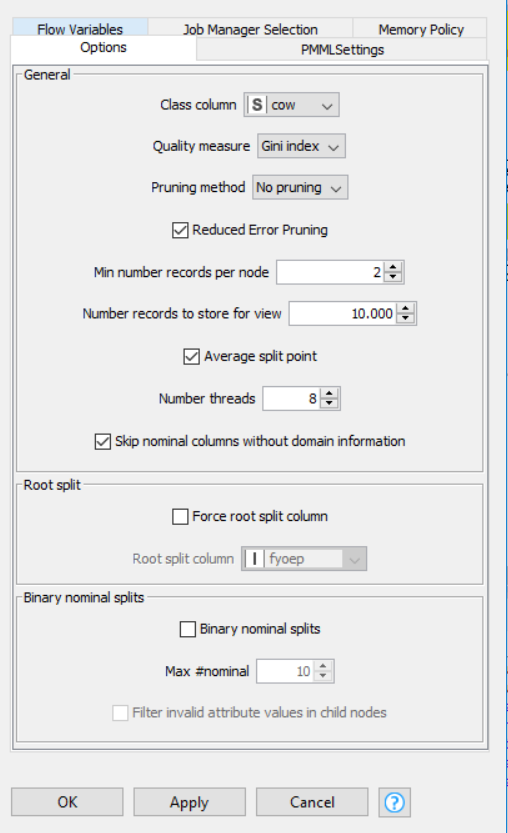 Flow Variables Job Manager Selection Memory Policy
Options PMMLSettings
General
Class column S cow
Quality measure Gini index
Pruning method No pruning
Reduced Error Pruning
Min number records per node 2
Number records to store for view 10.000
Average split point
Number threads 8
Skip nominal columns without domain information
Root split
Force root split column
Root split column I fyoep
Binary nominal splits
Binary nominal splits
Max #nominal 10
Filter invalid attribute values in child nodes
OK Apply Cancel ?